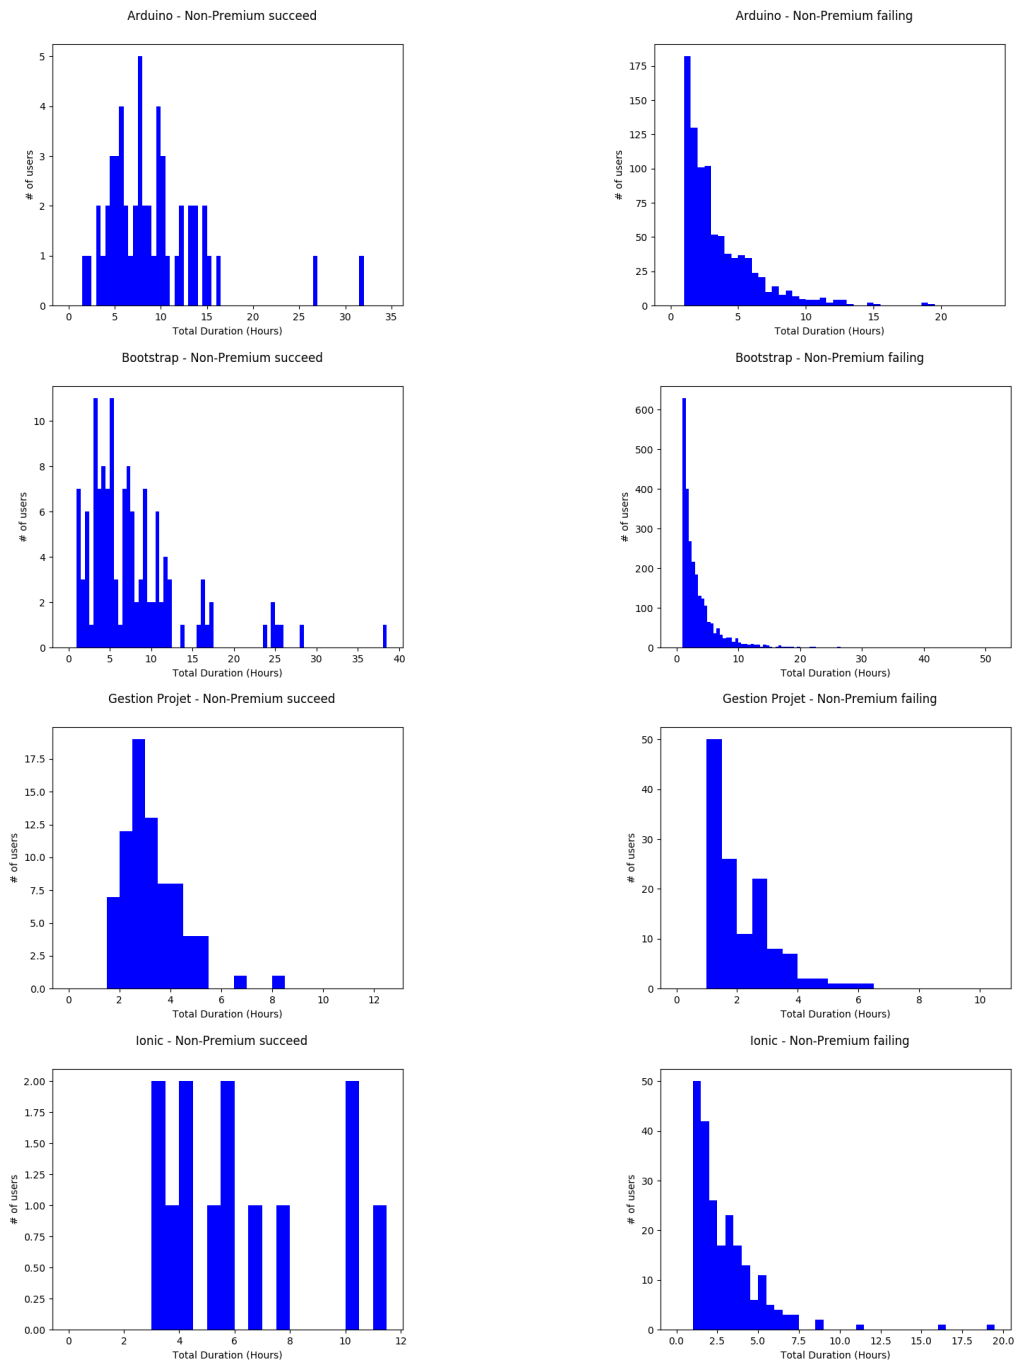 Arduino - Non-Premium succeed
5
4
3
2
1
0
# of users
0 5 10 15 20 25 30 35
Total Duration (Hours)
Arduino - Non-Premium failing
175
150
125
100
75
50
25
0
# of users
0 5 10 15 20
Total Duration (Hours)
Bootstrap - Non-Premium succeed
10
8
6
4
2
0
# of users
0 5 10 15 20 25 30 35 40
Total Duration (Hours)
Bootstrap - Non-Premium failing
600
500
400
300
200
100
0
# of users
0 10 20 30 40 50
Total Duration (Hours)
Gestion Projet - Non-Premium succeed
17.5
15.0
12.5
10.0
7.5
5.0
2.5
0.0
# of users
0 2 4 6 8 10 12
Total Duration (Hours)
Gestion Projet - Non-Premium failing
50
40
30
20
10
0
# of users
0 2 4 6 8 10
Total Duration (Hours)
Ionic - Non-Premium succeed
2.00
1.75
1.50
1.25
1.00
0.75
0.50
0.25
0.00
# of users
0 2 4 6 8 10 12
Total Duration (Hours)
Ionic - Non-Premium failing
50
40
30
20
10
0
# of users
0.0 2.5 5.0 7.5 10.0 12.5 15.0 17.5 20.0
Total Duration (Hours)